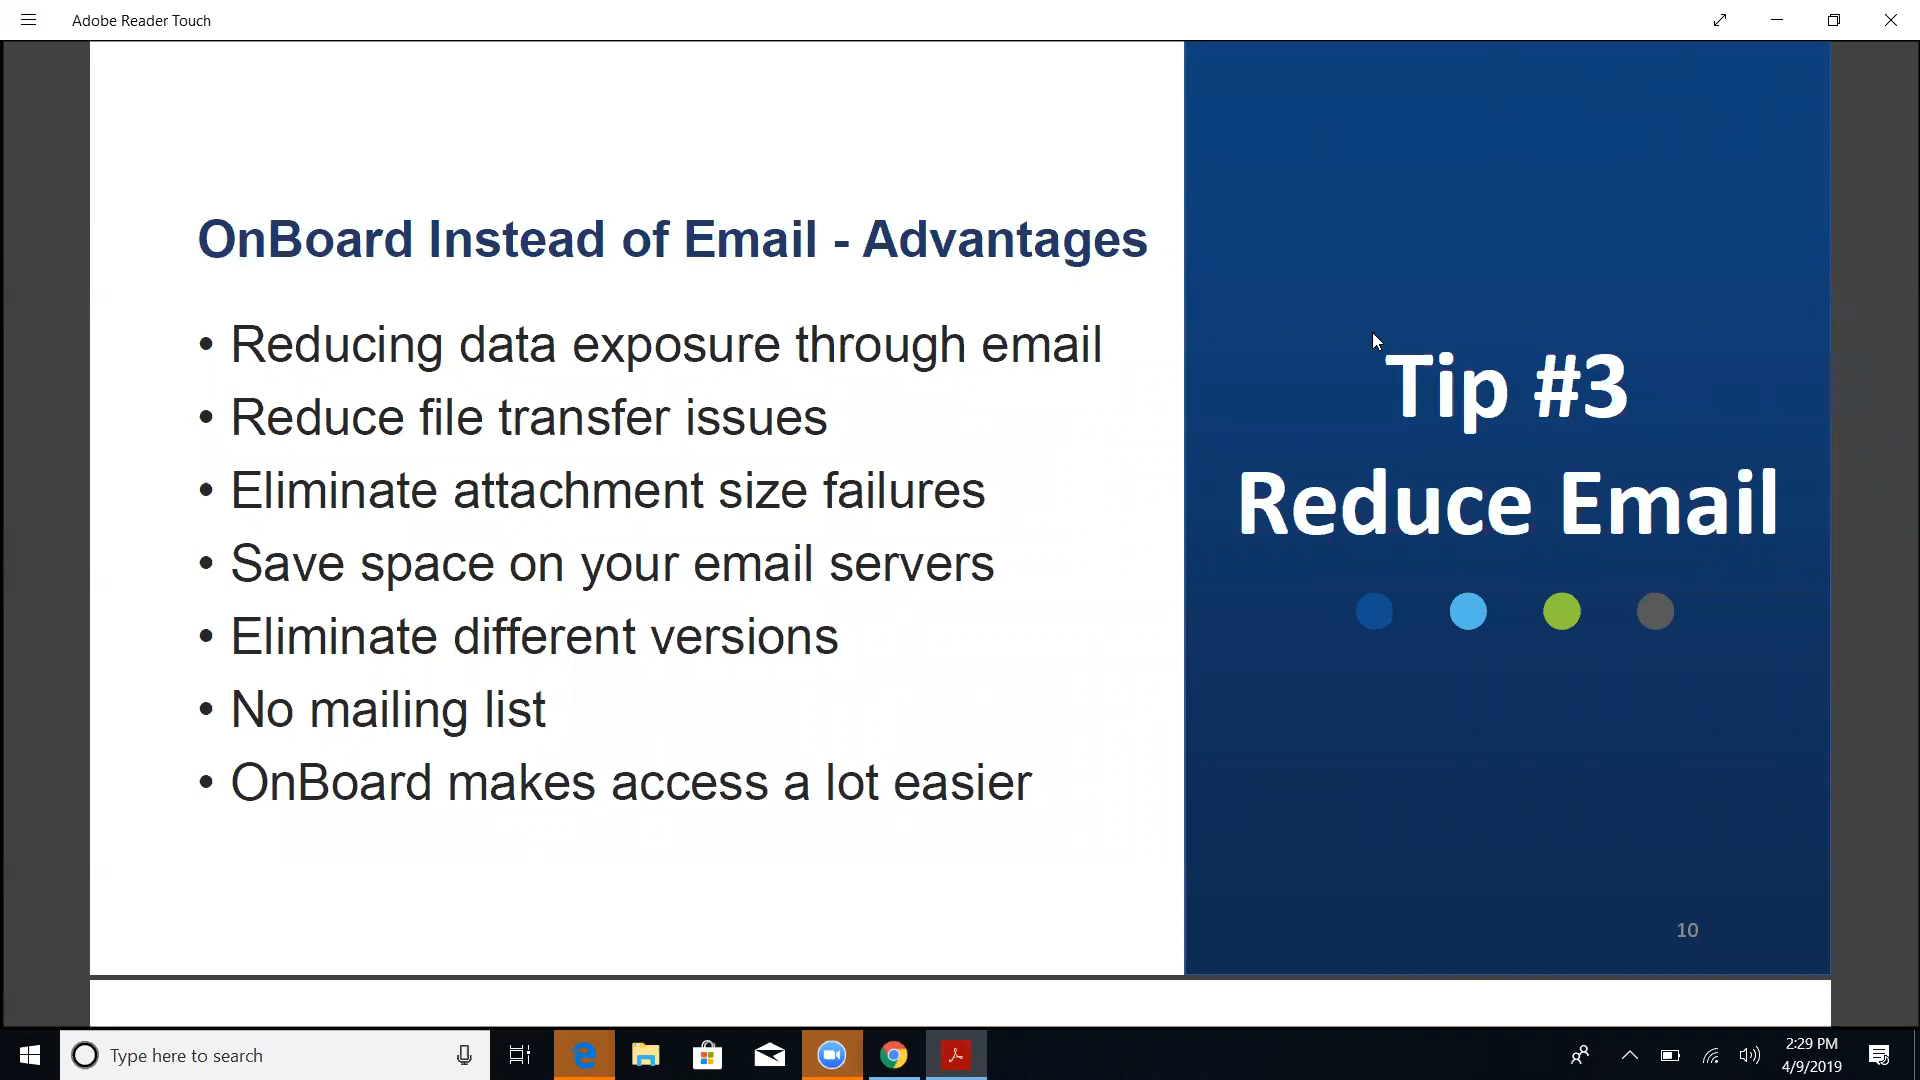 Adobe Reader Touch
OnBoard Instead of Email - Advantages
• Reducing data exposure through email
• Reduce file transfer issues
• Eliminate attachment size failures
• Save space on your email servers
• Eliminate different versions
• No mailing list
• OnBoard makes access a lot easier
Tip #3
Reduce Email
10
Type here to search
2:29 PM
4/9/2019